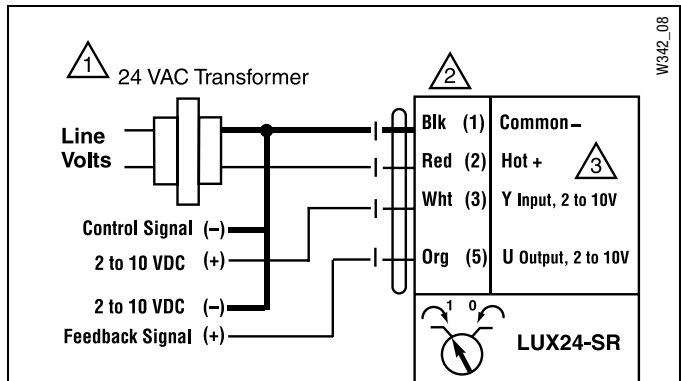 W342_08
1
24 VAC Transformer
2
Line
Volts
Blk (1) Common –
Red (2) Hot +
3
Wht (3) Y Input, 2 to 10V
Org (5) U Output, 2 to 10V
Control Signal (–)
2 to 10 VDC (+)
2 to 10 VDC (–)
Feedback Signal (+)
1 0
LUX24-SR